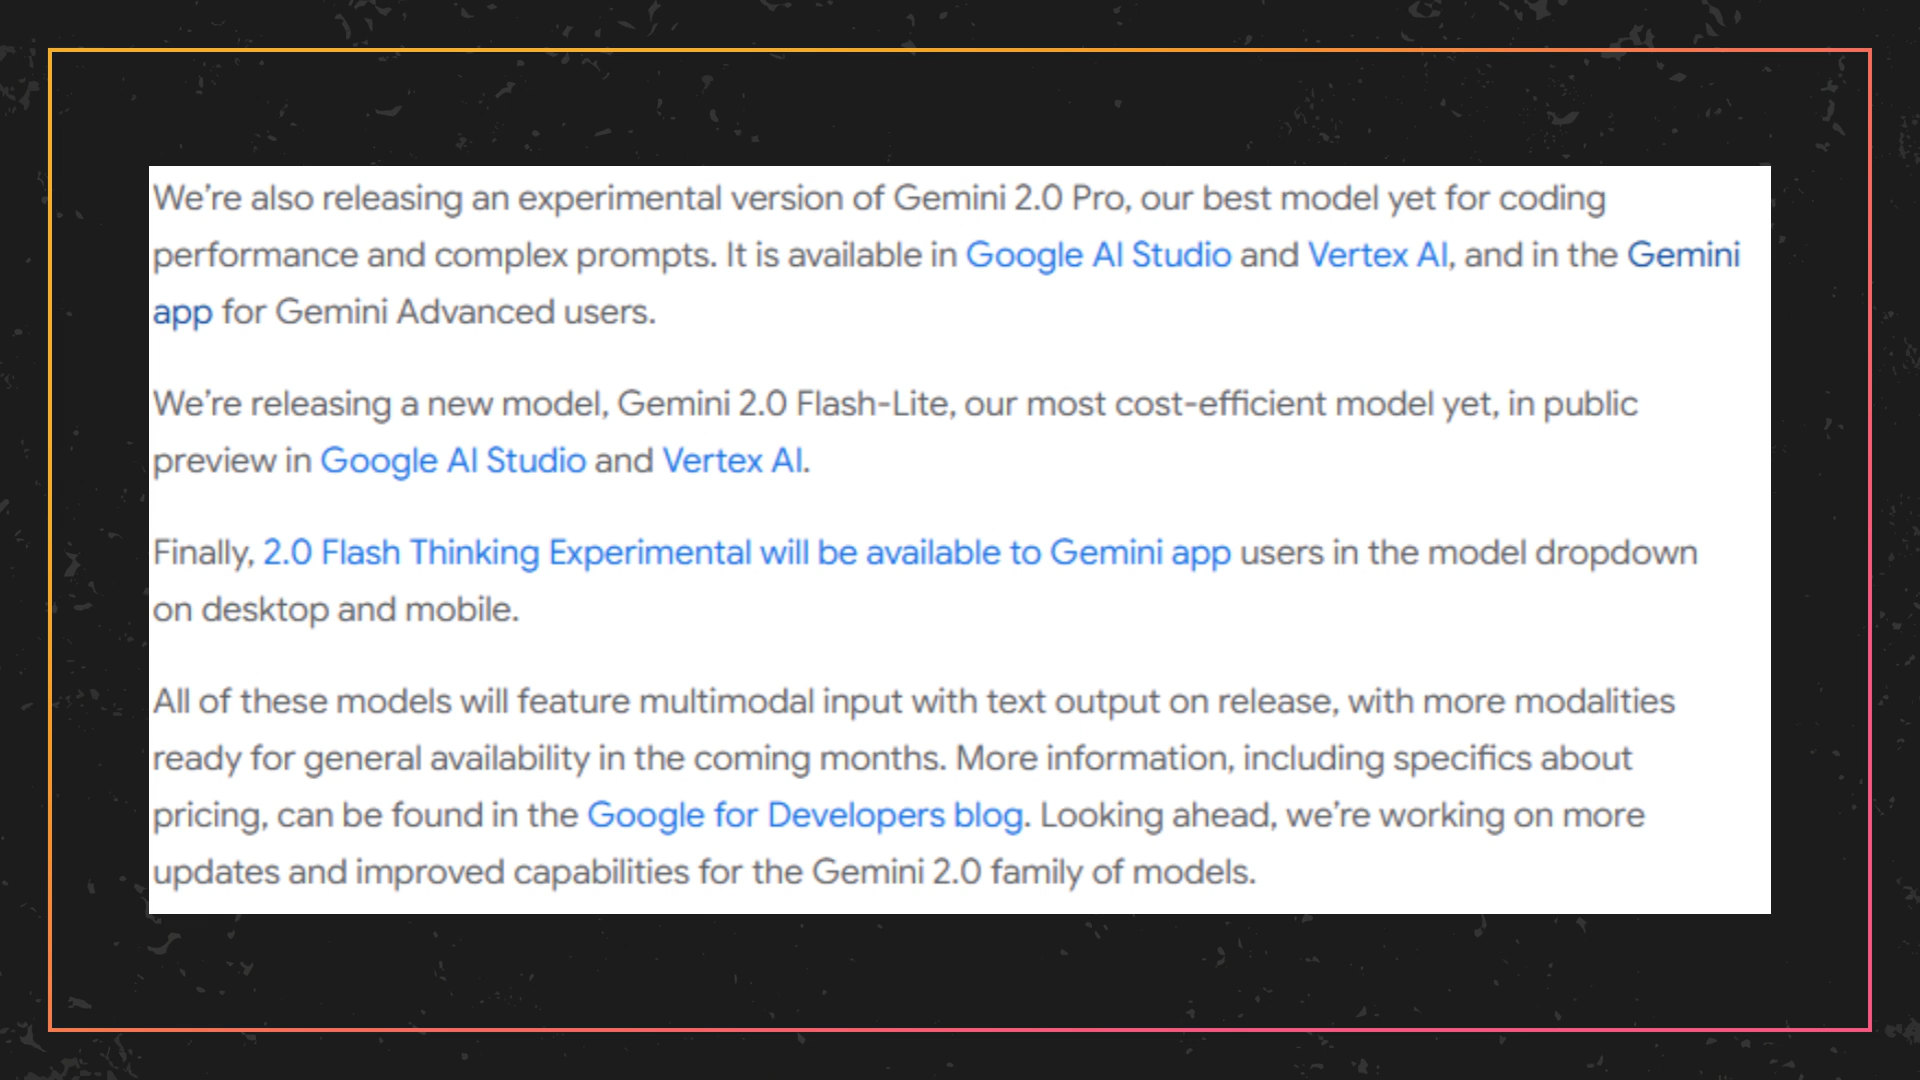 We’re also releasing an experimental version of Gemini 2.0 Pro, our best model yet for coding
performance and complex prompts. It is available in Google AI Studio and Vertex AI, and in the Gemini
app for Gemini Advanced users.
We’re releasing a new model, Gemini 2.0 Flash-Lite, our most cost-efficient model yet, in public
preview in Google AI Studio and Vertex AI.
Finally, 2.0 Flash Thinking Experimental will be available to Gemini app users in the model dropdown
on desktop and mobile.
All of these models will feature multimodal input with text output on release, with more modalities
ready for general availability in the coming months. More information, including specifics about
pricing, can be found in the Google for Developers blog. Looking ahead, we’re working on more
updates and improved capabilities for the Gemini 2.0 family of models.